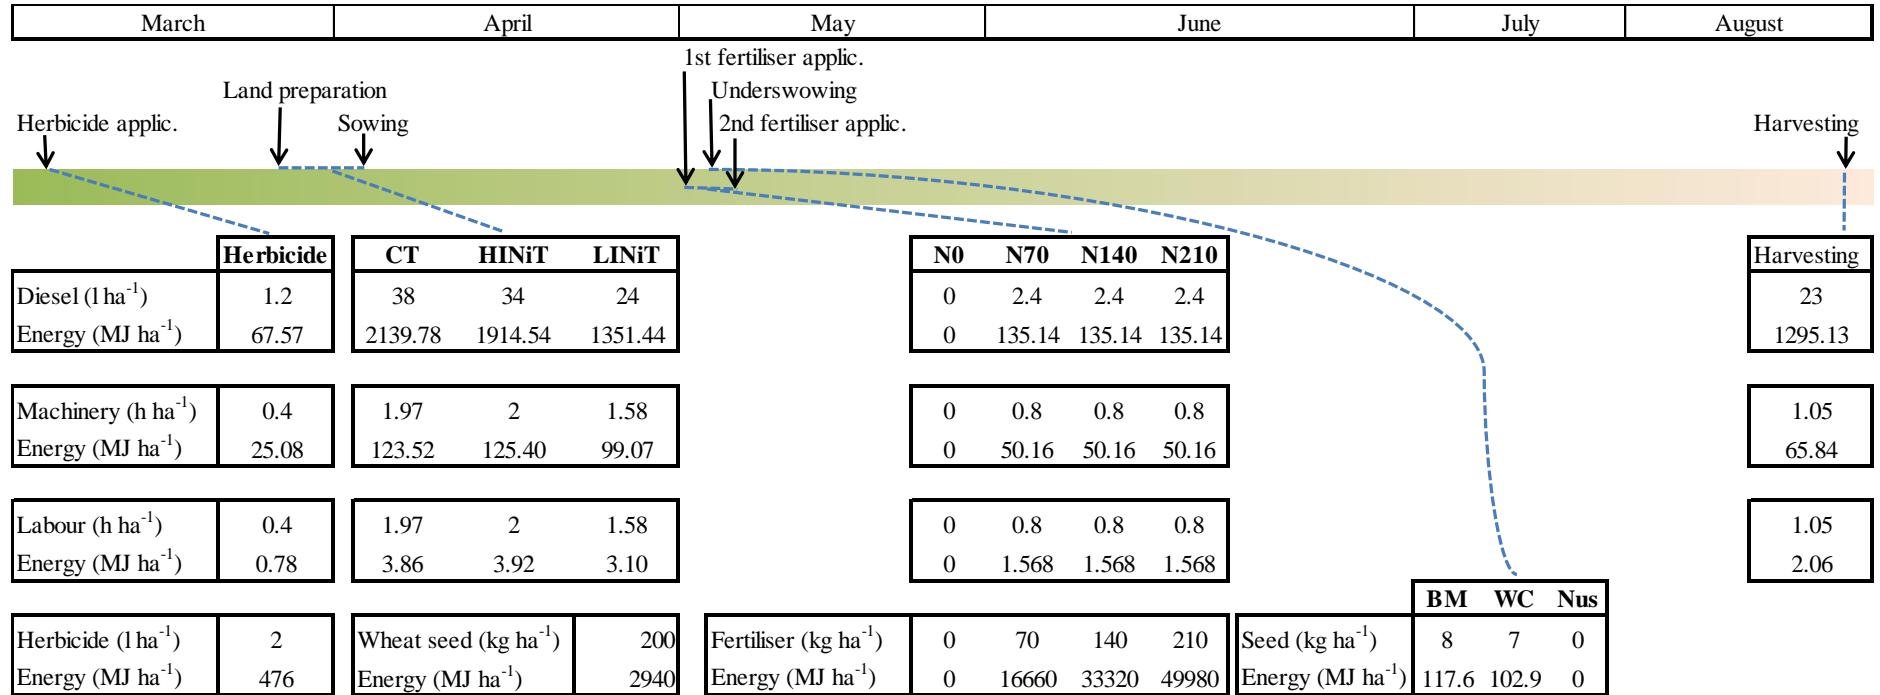 March April May June July August
1st fertiliser applic.
Land preparation Underswowing
Herbicide applic. Sowing 2nd fertiliser applic. Harvesting
Herbicide CT HINiT LINiT N0 N70 N140 N210 Harvesting
Diesel (l ha⁻¹) 1.2 38 34 24 0 2.4 2.4 2.4 23
Energy (MJ ha⁻¹) 67.57 2139.78 1914.54 1351.44 0 135.14 135.14 135.14 1295.13
Machinery (h ha⁻¹) 0.4 1.97 2 1.58 0 0.8 0.8 0.8 1.05
Energy (MJ ha⁻¹) 25.08 123.52 125.40 99.07 0 50.16 50.16 50.16 65.84
Labour (h ha⁻¹) 0.4 1.97 2 1.58 0 0.8 0.8 0.8 1.05
Energy (MJ ha⁻¹) 0.78 3.86 3.92 3.10 0 1.568 1.568 1.568 2.06
BM WC Nus
Herbicide (l ha⁻¹) 2 Wheat seed (kg ha⁻¹) 200 Fertiliser (kg ha⁻¹) 0 70 140 210 Seed (kg ha⁻¹) 8 7 0
Energy (MJ ha⁻¹) 476 Energy (MJ ha⁻¹) 2940 Energy (MJ ha⁻¹) 0 16660 33320 49980 Energy (MJ ha⁻¹) 117.6 102.9 0